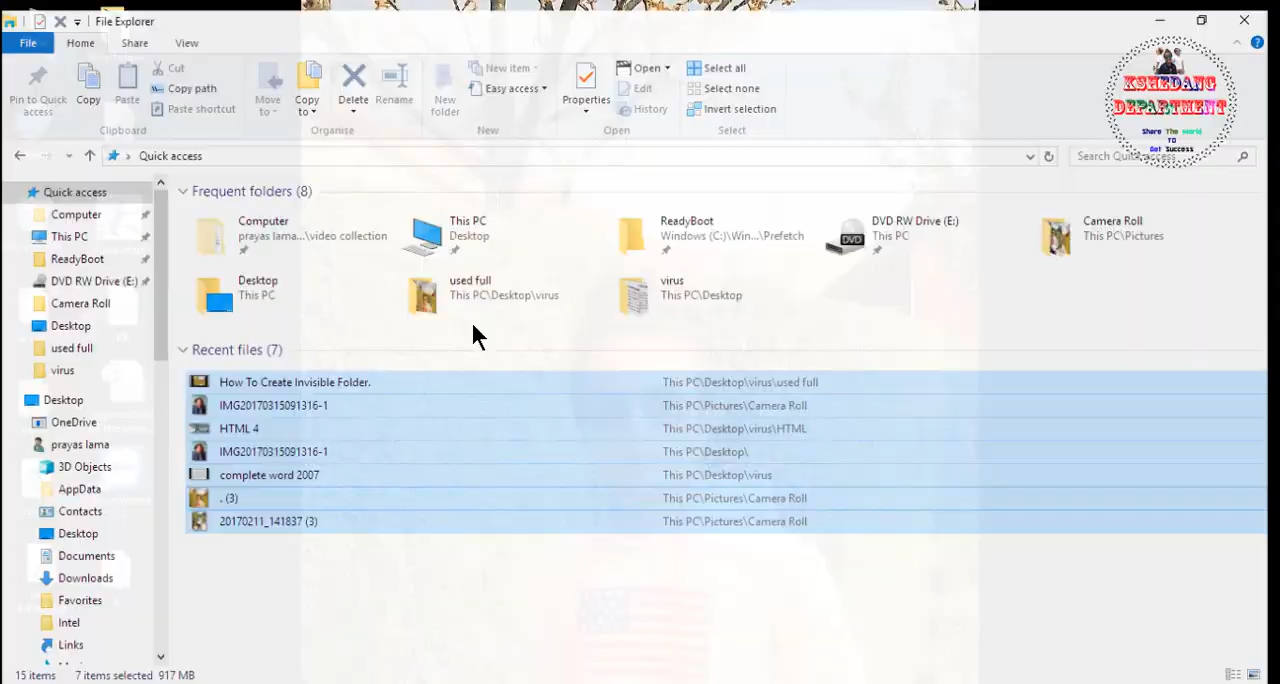 File Explorer
File Home Share View
Pin to Quick access
Copy
Paste
Cut
Copy path
Paste shortcut
Clipboard
Move to
Copy to
Delete
Rename
Organise
New folder
New item
Easy access
New
Properties
Open
Edit
History
Open
Select all
Select none
Invert selection
Select
KSHEDANG
DEPARTMENT
Share The world
TO
Get Success
Quick access
Search Quick access
Quick access
Computer
This PC
ReadyBoot
DVD RW Drive (E:)
Camera Roll
Desktop
used full
virus
Desktop
OneDrive
prayas lama
3D Objects
AppData
Contacts
Desktop
Documents
Downloads
Favorites
Intel
Links
Frequent folders (8)
Computer
prayas lama...\video collection
This PC
Desktop
ReadyBoot
Windows (C:)\Win...\Prefetch
DVD RW Drive (E:)
This PC
Camera Roll
This PC\Pictures
Desktop
This PC
used full
This PC\Desktop\virus
virus
This PC\Desktop
Recent files (7)
How To Create Invisible Folder. This PC\Desktop\virus\used full
IMG20170315091316-1 This PC\Pictures\Camera Roll
HTML 4 This PC\Desktop\virus\HTML
IMG20170315091316-1 This PC\Desktop\
complete word 2007 This PC\Desktop\virus
. (3) This PC\Pictures\Camera Roll
20170211_141837 (3) This PC\Pictures\Camera Roll
15 items 7 items selected 917 MB